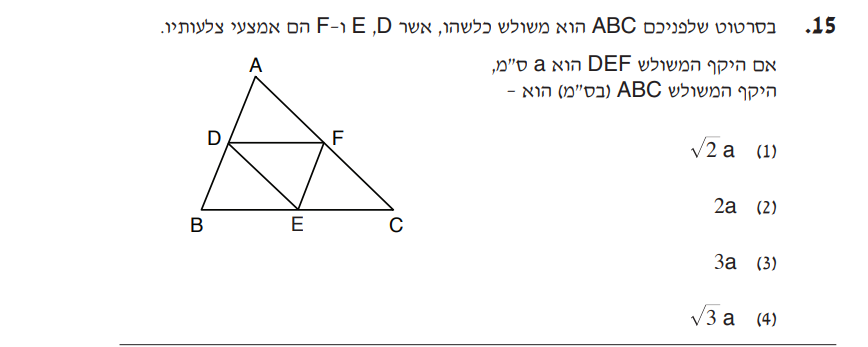 15. בסרטוט שלפניכם ABC הוא משולש כלשהו, אשר D, E ו-F הם אמצעי צלעותיו.
אם היקף המשולש DEF הוא a ס"מ,
היקף המשולש ABC (בס"מ) הוא -
A
D
F
B
E
C
(1) √2 a
(2) 2a
(3) 3a
(4) √3 a